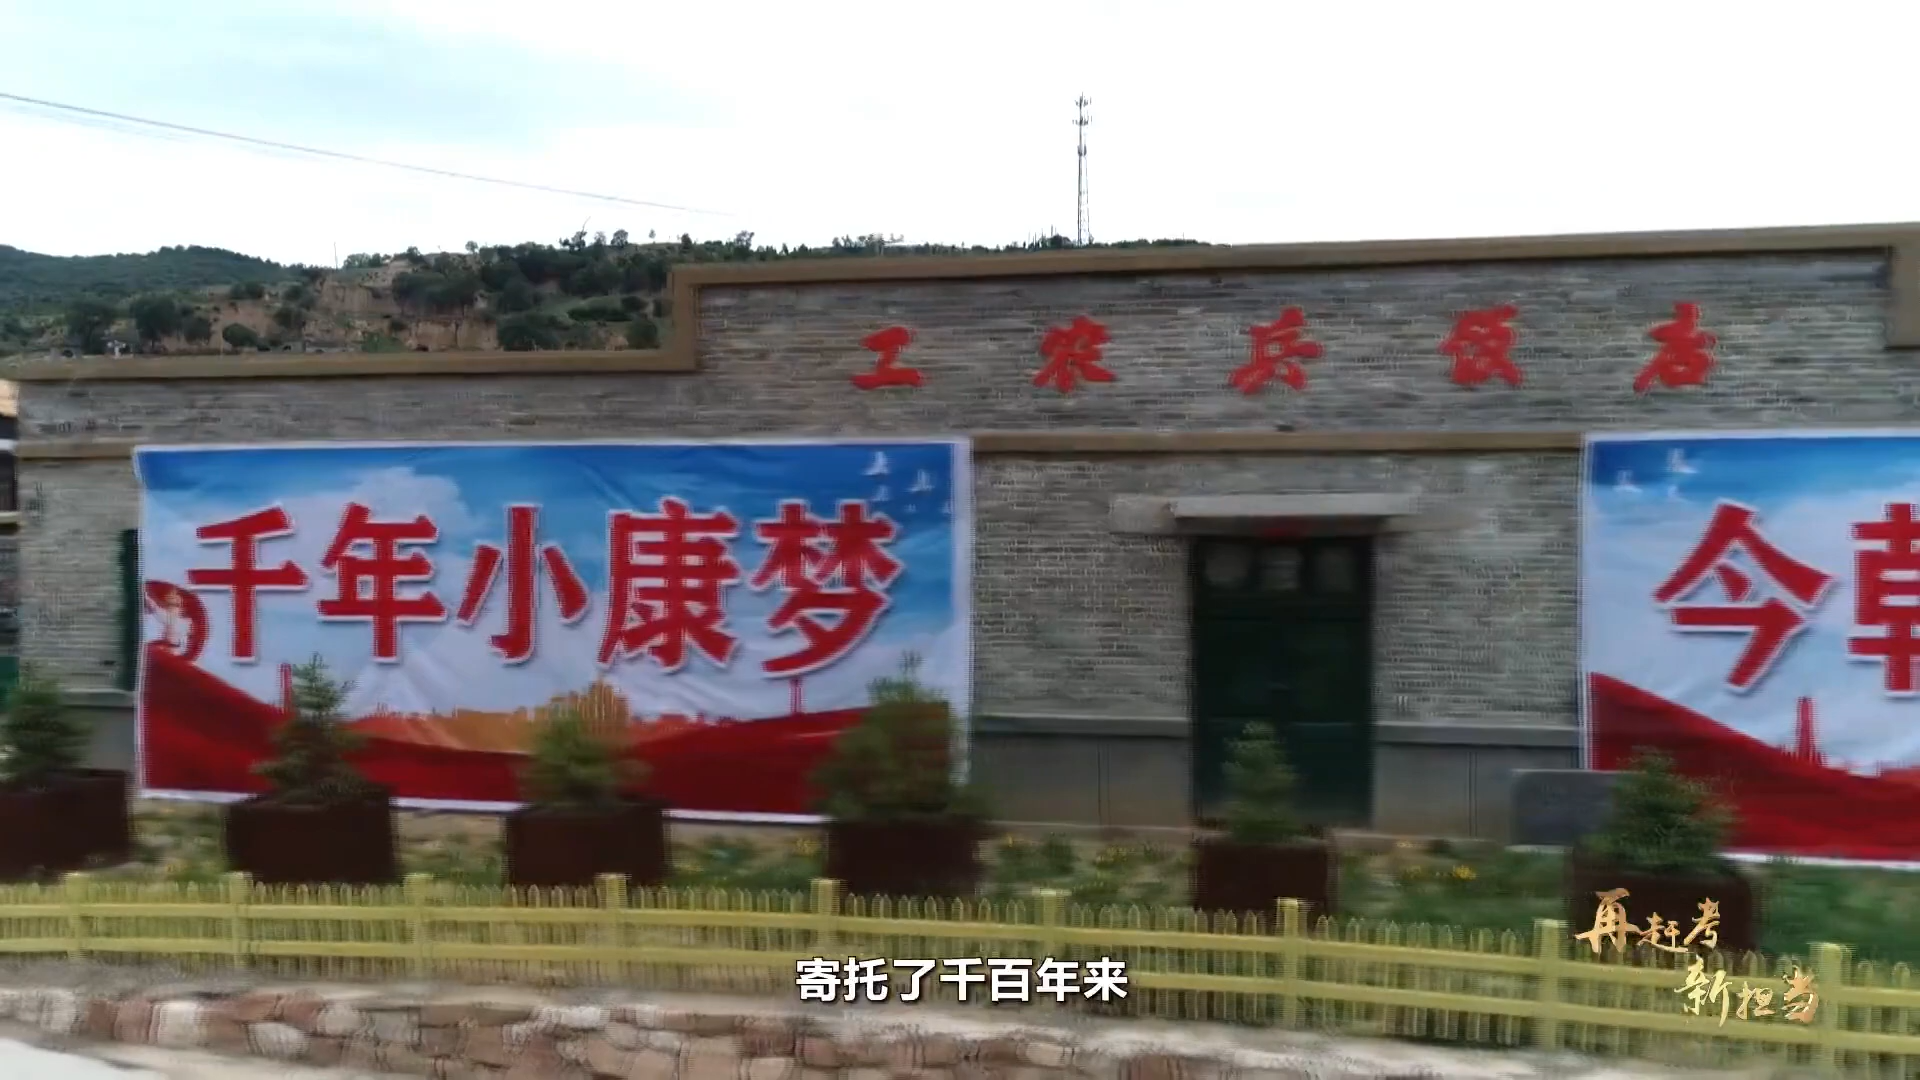 工农兵饭店
千年小康梦
今朝
寄托了千百年来
再赶考
新担当